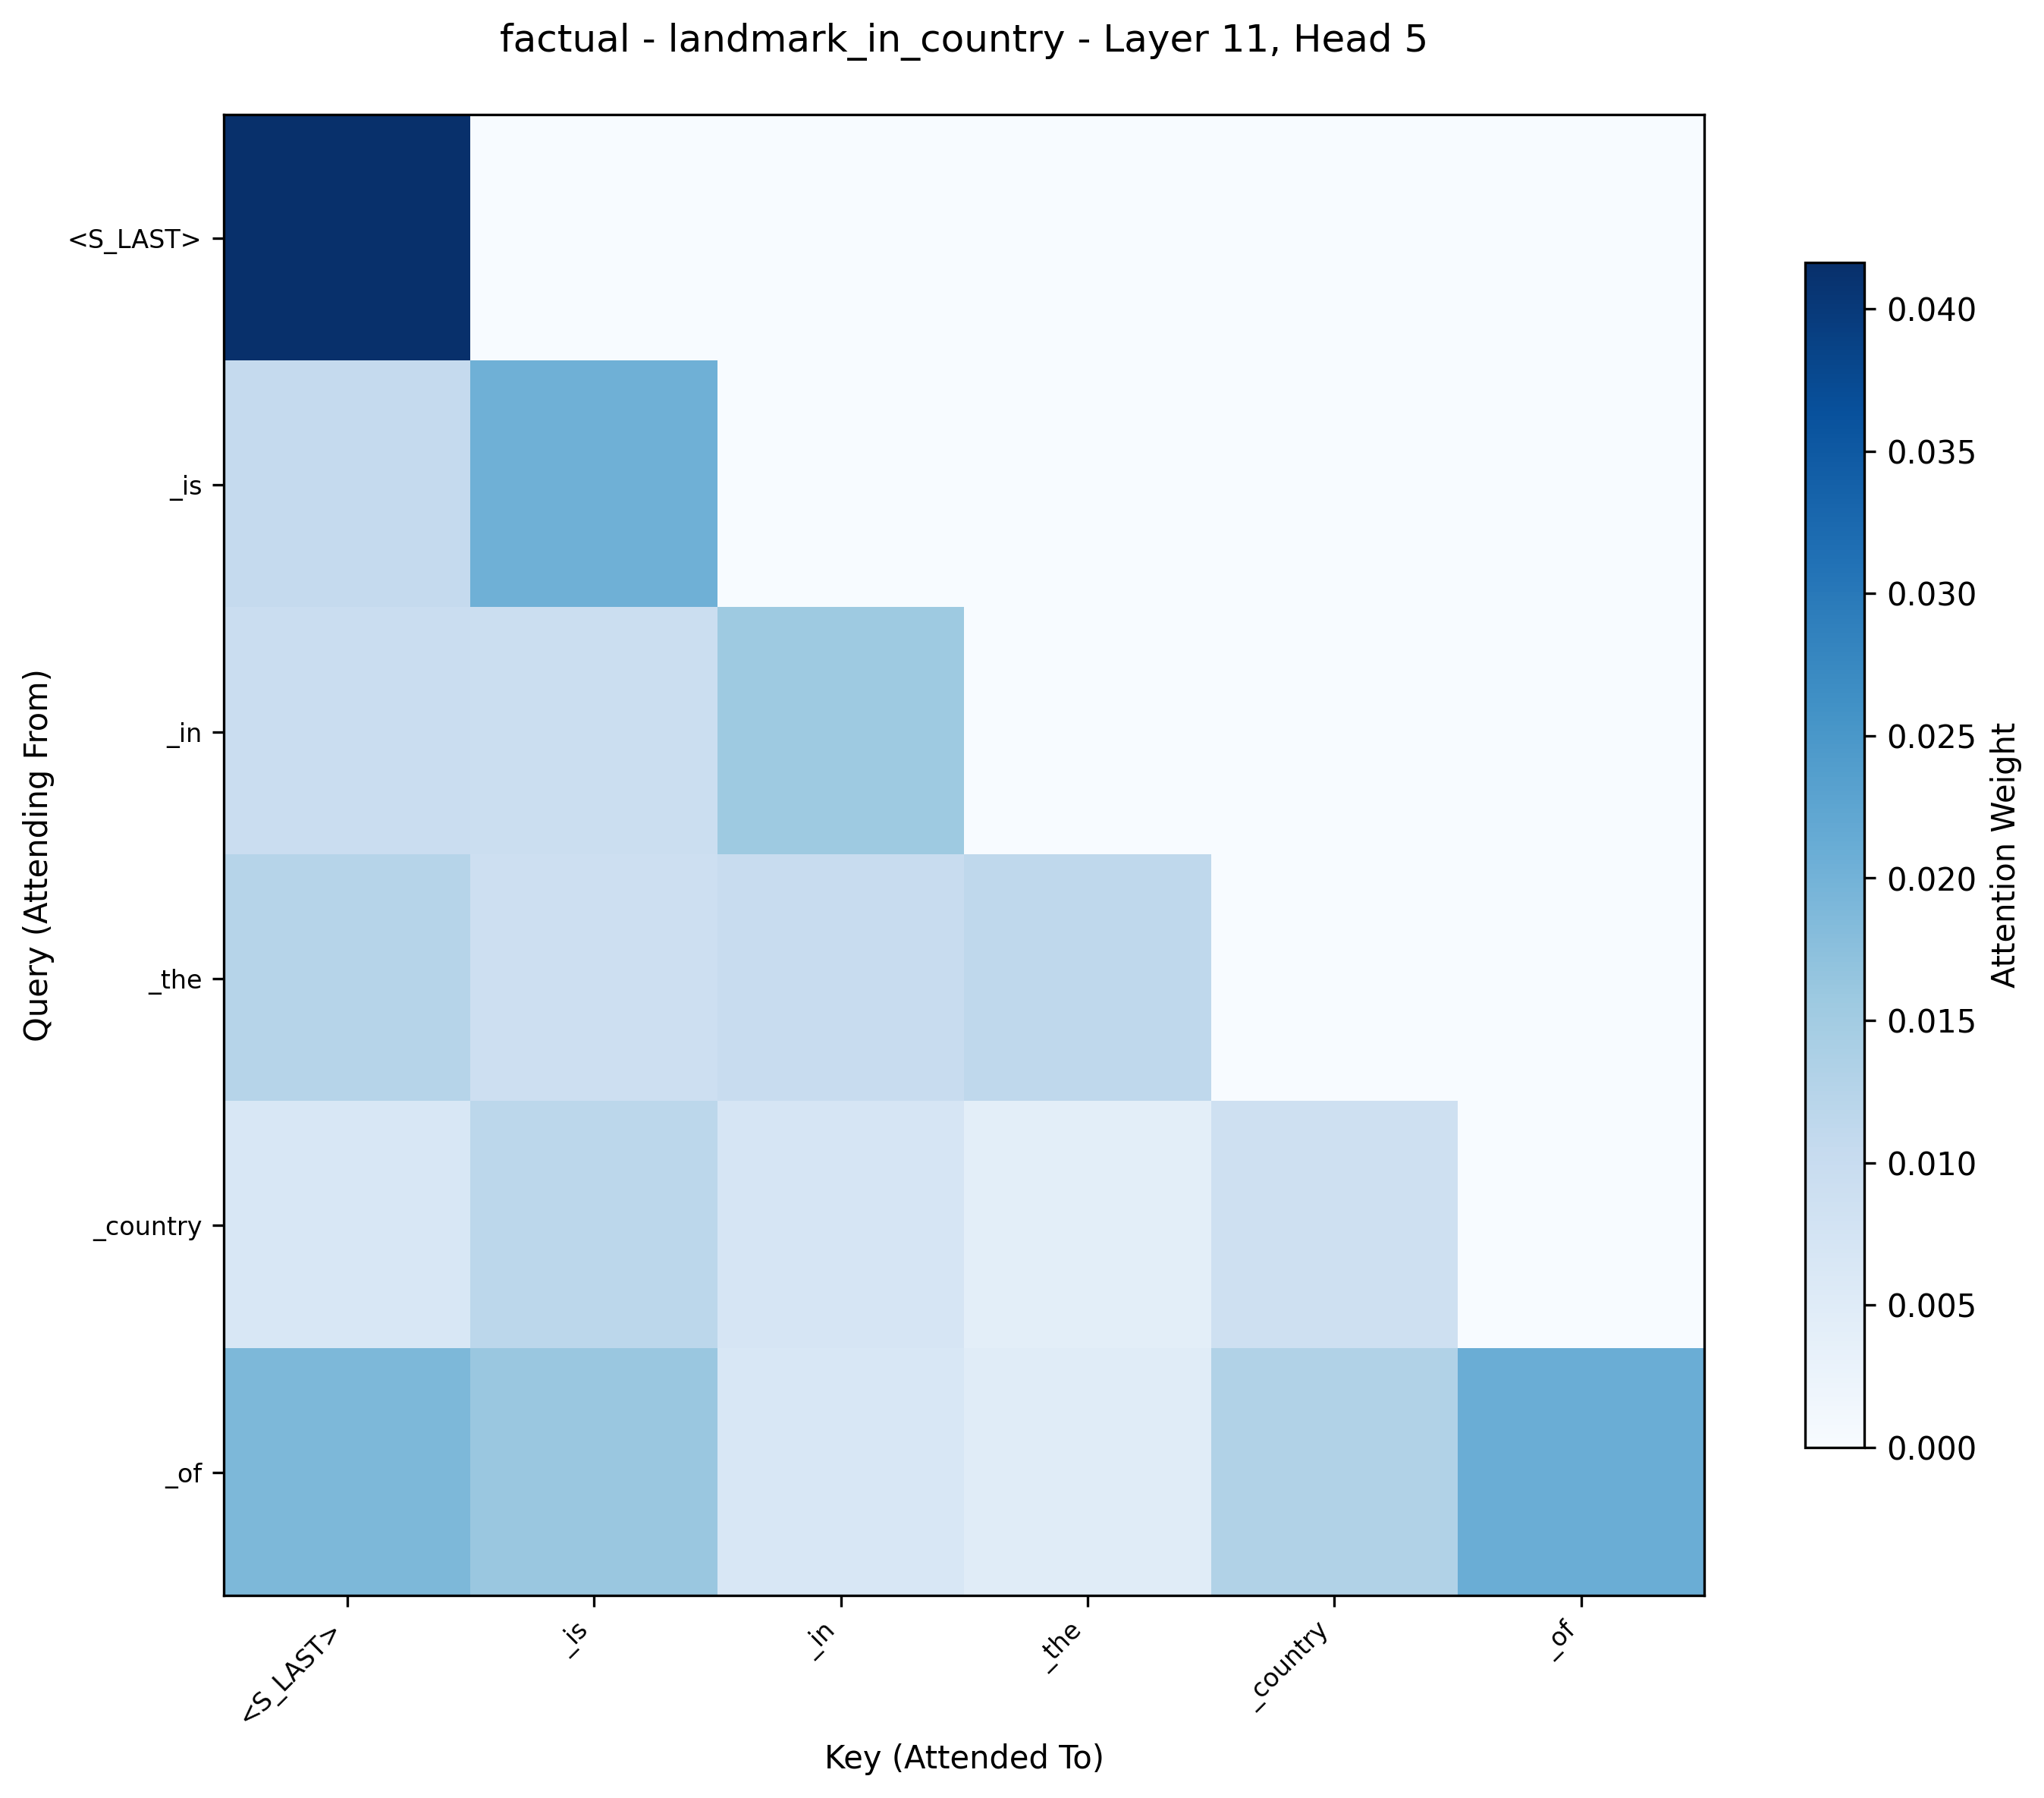 factual - landmark_in_country - Layer 11, Head 5
Query (Attending From)
<S_LAST>
_is
_in
_the
_country
_of
<S_LAST>
_is
_in
_the
_country
_of
Key (Attended To)
0.040
0.035
0.030
0.025
0.020
0.015
0.010
0.005
0.000
Attention Weight